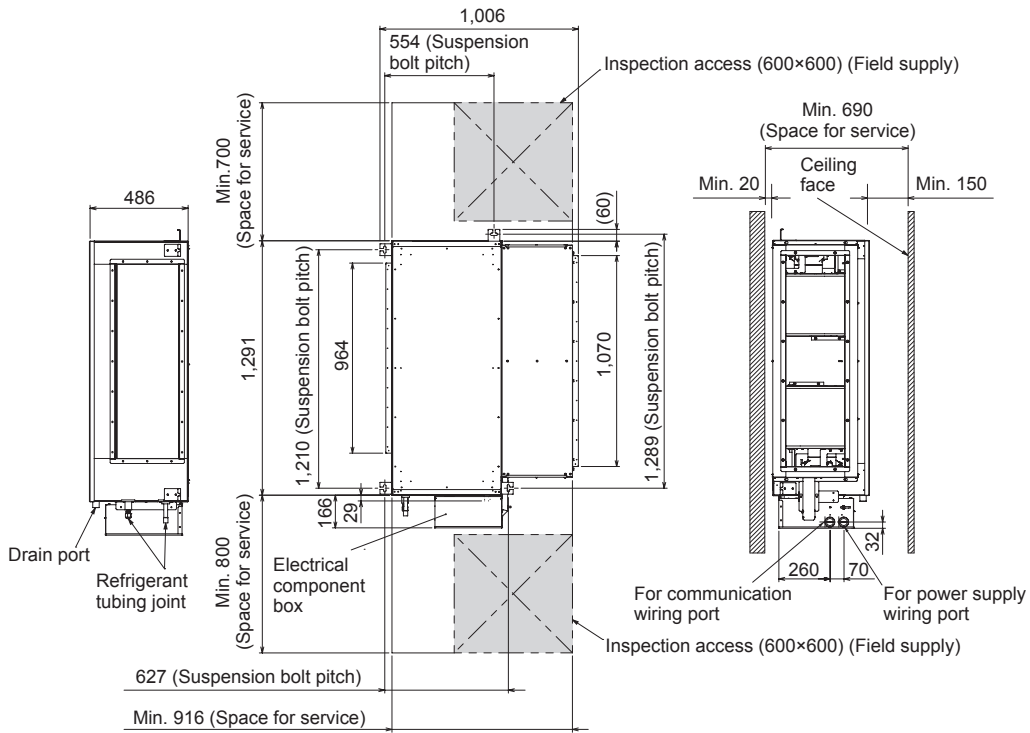 1,006
554 (Suspension
bolt pitch)
Inspection access (600×600) (Field supply)
Min. 690
(Space for service)
Ceiling
face
Min. 20
Min. 150
Min.700
(Space for service)
(60)
486
1,291
1,210 (Suspension bolt pitch)
964
1,070
1,289 (Suspension bolt pitch)
166
29
Drain port
Refrigerant
tubing joint
Min. 800
(Space for service)
Electrical
component
box
32
260
70
For communication
wiring port
For power supply
wiring port
Inspection access (600×600) (Field supply)
627 (Suspension bolt pitch)
Min. 916 (Space for service)